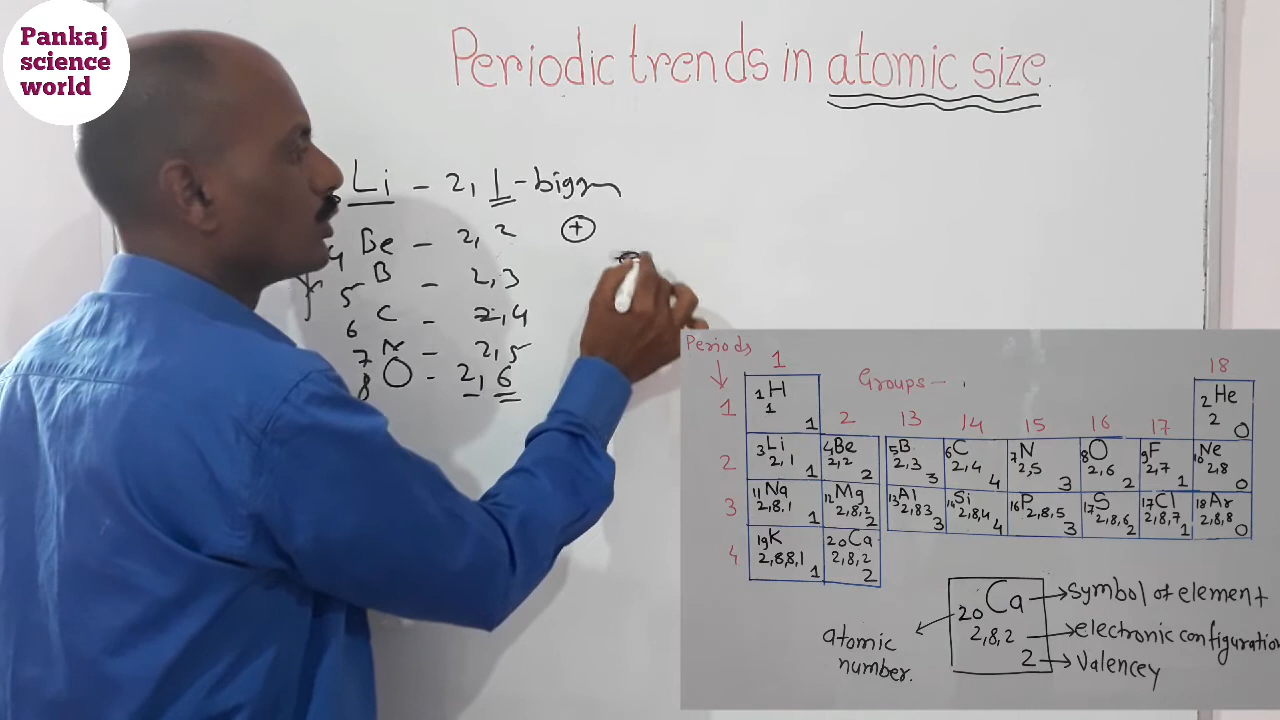 Pankaj
science
world
Periodic trends in atomic size.
Li - 2, 1 - bigger
4 Be - 2, 2
+
5 B - 2, 3
6 C - 2, 4
7 N - 2, 5
8 O - 2, 6
Periods
1
Groups -
18
1
1 H
1
1
2 He
2
0
2
13
14
15
16
17
2
3 Li
2, 1
1
4 Be
2, 2
2
5 B
2, 3
3
6 C
2, 4
4
7 N
2, 5
3
8 O
2, 6
2
9 F
2, 7
1
10 Ne
2, 8
0
3
11 Na
2, 8, 1
1
12 Mg
2, 8, 2
2
13 Al
2, 8 3
3
14 Si
2, 8, 4
4
16 P
2, 8, 5
3
17 S
2, 8, 6
2
17 Cl
2, 8, 7
1
18 Ar
2, 8, 8
0
4
19 K
2, 8, 8, 1
1
20 Ca
2, 8, 2
2
20 Ca
symbol of element
2, 8, 2
electronic configuration
2
Valencey
atomic
number.